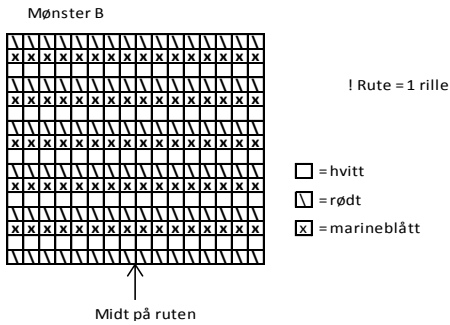 Mønster B
! Rute = 1 rille
= hvitt
\ = rødt
x = marineblått
Midt på ruten